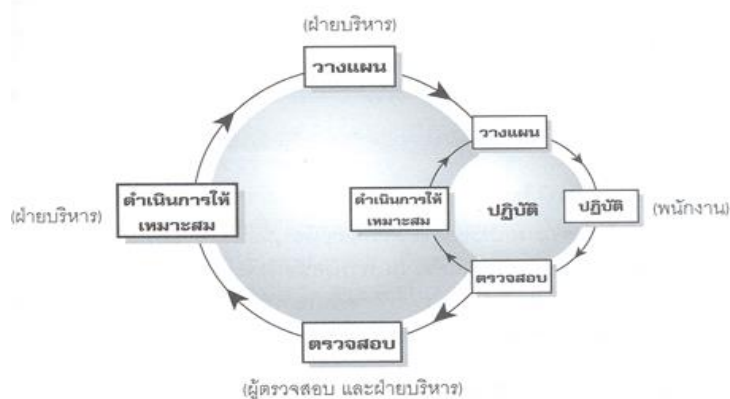 (ฝ่ายบริหาร)
วางแผน
วางแผน
(ฝ่ายบริหาร)
ดำเนินการให้
เหมาะสม
ดำเนินการให้
เหมาะสม
ปฏิบัติ
ปฏิบัติ
(พนักงาน)
ตรวจสอบ
ตรวจสอบ
(ผู้ตรวจสอบ และฝ่ายบริหาร)